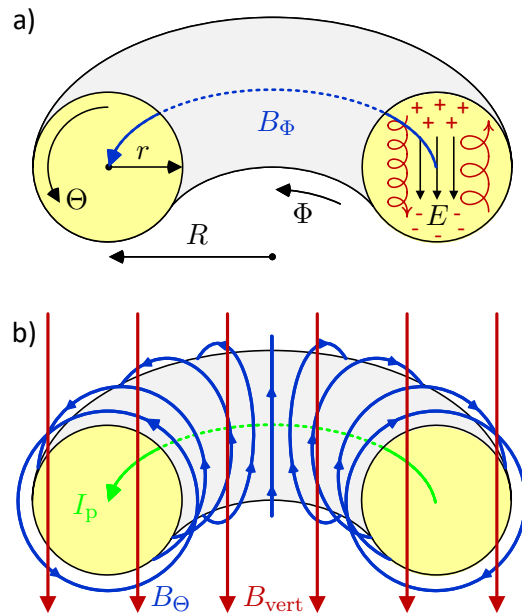 a)
B_Φ
r
Θ
Φ
R
+ + +
+ + +
E
- -
- -
- -
b)
I_p
B_Θ
B_vert